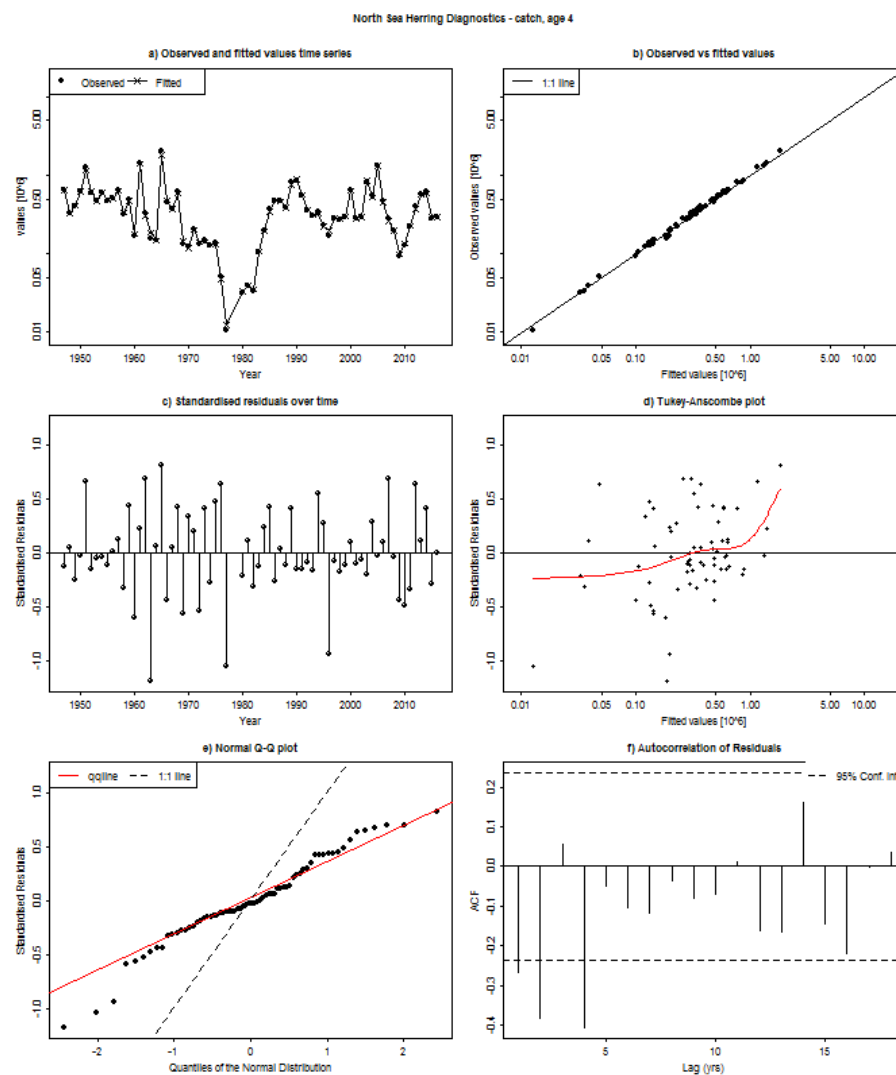 North Sea Herring Diagnostics - catch, age 4
a) Observed and fitted values time series
Observed Fitted
values [10^6]
5.00
0.50
0.05
0.01
1950 1960 1970 1980 1990 2000 2010
Year
b) Observed vs fitted values
1:1 line
Observed values [10^6]
5.00
0.50
0.05
0.01
0.01 0.05 0.10 0.50 1.00 5.00 10.00
Fitted values [10^6]
c) Standardised residuals over time
Standardised Residuals
1.0
0.5
0.0
-0.5
-1.0
1950 1960 1970 1980 1990 2000 2010
Year
d) Tukey-Anscombe plot
Standardised Residuals
1.0
0.5
0.0
-0.5
-1.0
0.01 0.05 0.10 0.50 1.00 5.00 10.00
Fitted values [10^6]
e) Normal Q-Q plot
qqline 1:1 line
Standardised Residuals
1.0
0.5
0.0
-0.5
-1.0
-2 -1 0 1 2
Quantiles of the Normal Distribution
f) Autocorrelation of Residuals
95% Conf. Int
ACF
0.2
0.1
0.0
-0.1
-0.2
-0.3
-0.4
5 10 15
Lag (yrs)